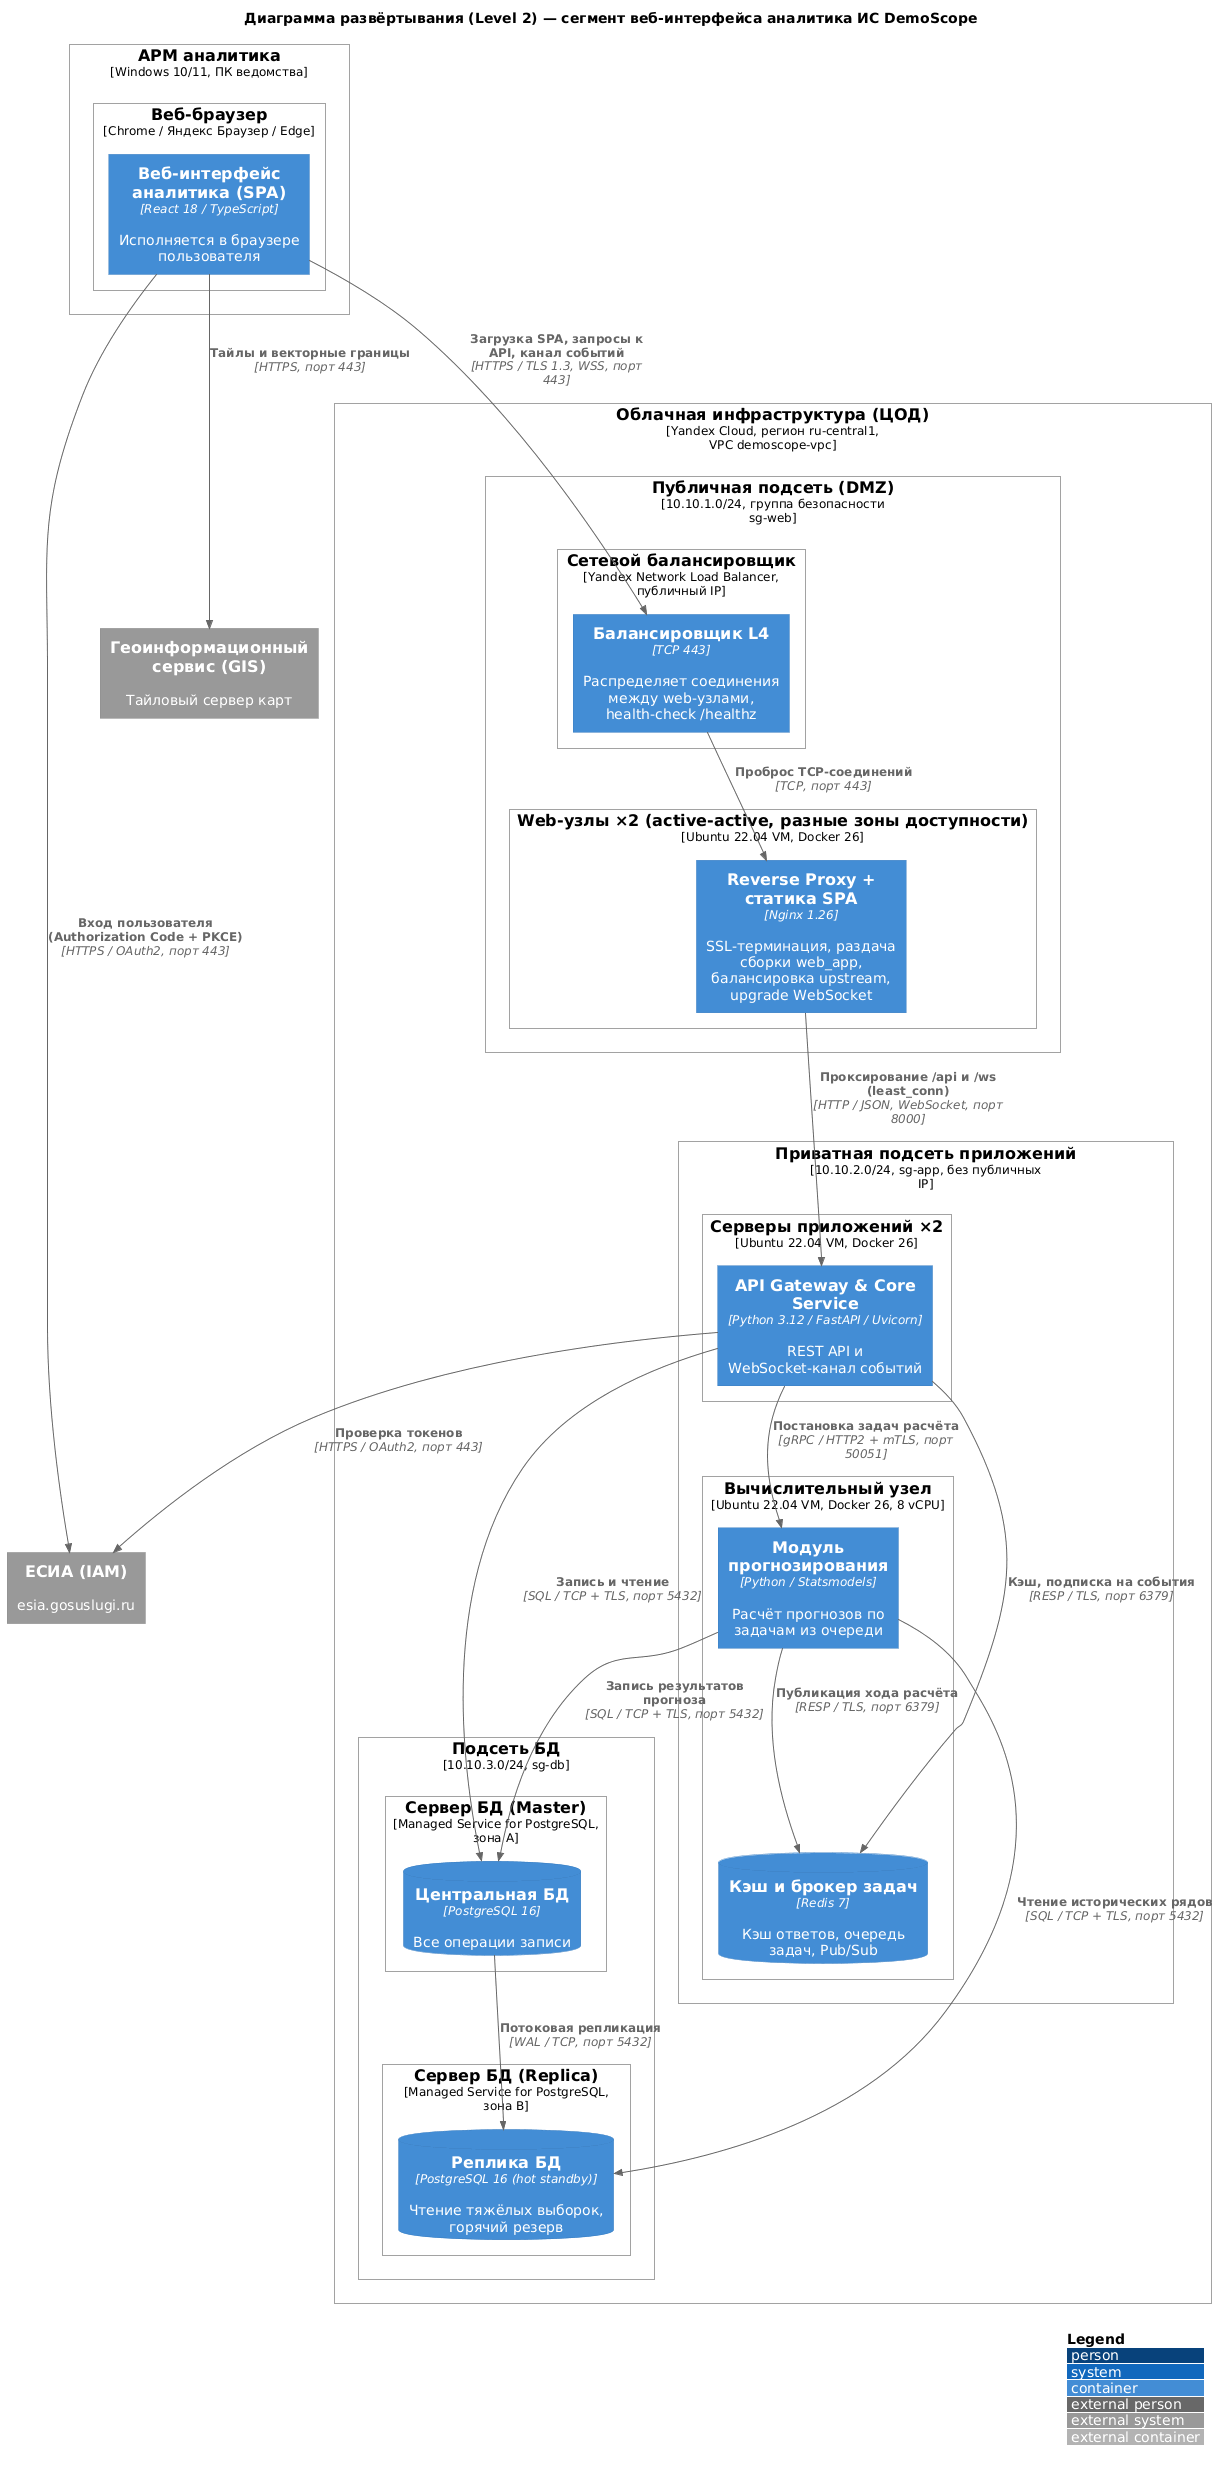 Диаграмма развёртывания (Level 2) — сегмент веб-интерфейса аналитика ИС DemoScope
АРМ аналитика
[Windows 10/11, ПК ведомства]
Веб-браузер
[Chrome / Яндекс Браузер / Edge]
Веб-интерфейс
аналитика (SPA)
[React 18 / TypeScript]
Исполняется в браузере
пользователя
Тайлы и векторные границы
[HTTPS, порт 443]
Загрузка SPA, запросы к
API, канал событий
[HTTPS / TLS 1.3, WSS, порт
443]
Облачная инфраструктура (ЦОД)
[Yandex Cloud, регион ru-central1,
VPC demoscope-vpc]
Публичная подсеть (DMZ)
[10.10.1.0/24, группа безопасности
sg-web]
Сетевой балансировщик
[Yandex Network Load Balancer,
публичный IP]
Балансировщик L4
[TCP 443]
Распределяет соединения
между web-узлами,
health-check /healthz
Геоинформационный
сервис (GIS)
Тайловый сервер карт
Проброс TCP-соединений
[TCP, порт 443]
Web-узлы ×2 (active-active, разные зоны доступности)
[Ubuntu 22.04 VM, Docker 26]
Reverse Proxy +
статика SPA
[Nginx 1.26]
SSL-терминация, раздача
сборки web_app,
балансировка upstream,
upgrade WebSocket
Вход пользователя
(Authorization Code + PKCE)
[HTTPS / OAuth2, порт 443]
Проксирование /api и /ws
(least_conn)
[HTTP / JSON, WebSocket, порт
8000]
Приватная подсеть приложений
[10.10.2.0/24, sg-app, без публичных
IP]
Серверы приложений ×2
[Ubuntu 22.04 VM, Docker 26]
API Gateway & Core
Service
[Python 3.12 / FastAPI / Uvicorn]
REST API и
WebSocket-канал событий
Проверка токенов
[HTTPS / OAuth2, порт 443]
Постановка задач расчёта
[gRPC / HTTP2 + mTLS, порт
50051]
Вычислительный узел
[Ubuntu 22.04 VM, Docker 26, 8 vCPU]
Модуль
прогнозирования
[Python / Statsmodels]
Расчёт прогнозов по
задачам из очереди
ЕСИА (IAM)
esia.gosuslugi.ru
Запись и чтение
[SQL / TCP + TLS, порт 5432]
Кэш, подписка на события
[RESP / TLS, порт 6379]
Запись результатов
прогноза
[SQL / TCP + TLS, порт 5432]
Публикация хода расчёта
[RESP / TLS, порт 6379]
Подсеть БД
[10.10.3.0/24, sg-db]
Сервер БД (Master)
[Managed Service for PostgreSQL,
зона A]
Центральная БД
[PostgreSQL 16]
Все операции записи
Кэш и брокер задач
[Redis 7]
Кэш ответов, очередь
задач, Pub/Sub
Чтение исторических рядов
[SQL / TCP + TLS, порт 5432]
Потоковая репликация
[WAL / TCP, порт 5432]
Сервер БД (Replica)
[Managed Service for PostgreSQL,
зона B]
Реплика БД
[PostgreSQL 16 (hot standby)]
Чтение тяжёлых выборок,
горячий резерв
Legend
person
system
container
external person
external system
external container